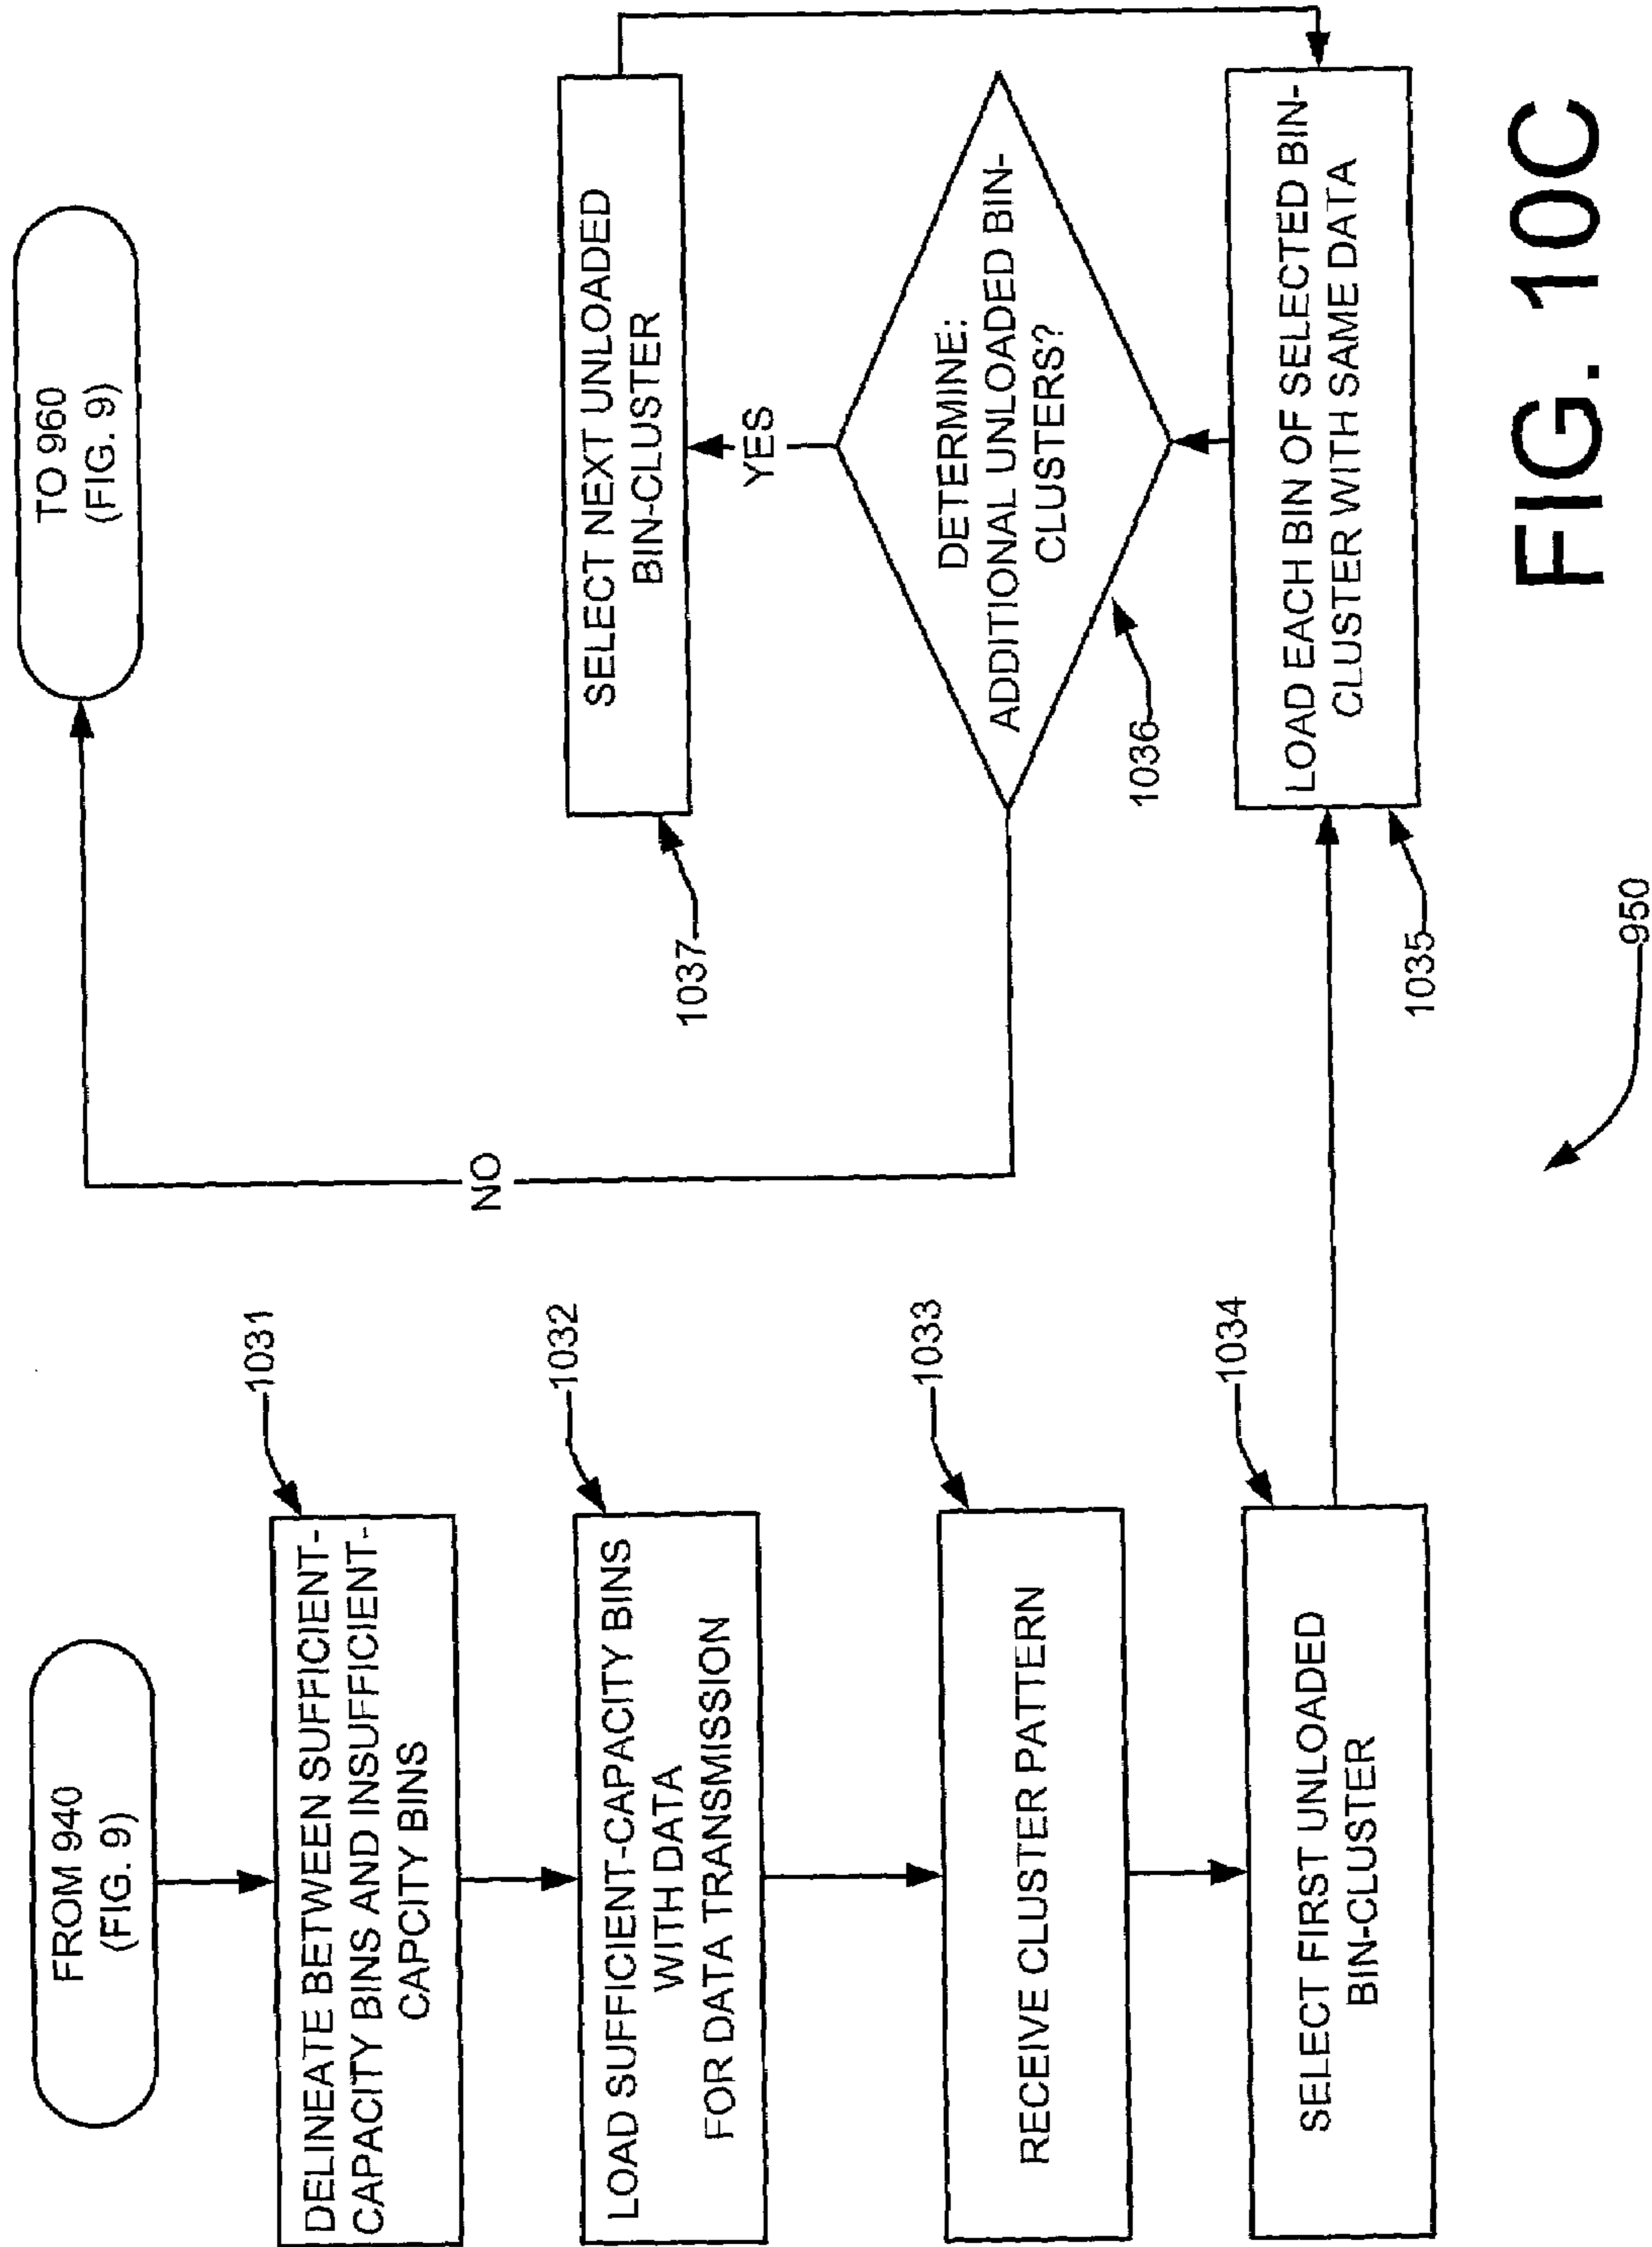 FROM 940
(FIG. 9)
1031
DELINEATE BETWEEN SUFFICIENT-
CAPACITY BINS AND INSUFFICIENT-
CAPCITY BINS
1032
LOAD SUFFICIENT-CAPACITY BINS
WITH DATA
FOR DATA TRANSMISSION
1033
RECEIVE CLUSTER PATTERN
1034
SELECT FIRST UNLOADED
BIN-CLUSTER
TO 960
(FIG. 9)
NO
1037
SELECT NEXT UNLOADED
BIN-CLUSTER
YES
DETERMINE:
ADDITIONAL UNLOADED BIN-
CLUSTERS?
1036
LOAD EACH BIN OF SELECTED BIN-
CLUSTER WITH SAME DATA
1035
950
FIG. 10C